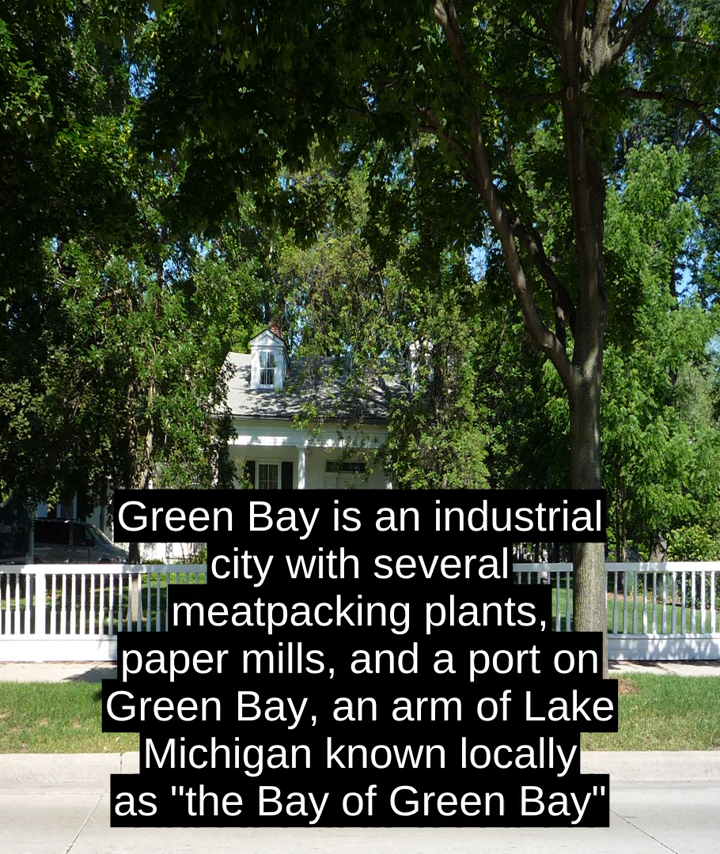 Green Bay is an industrial
city with several
meatpacking plants,
paper mills, and a port on
Green Bay, an arm of Lake
Michigan known locally
as "the Bay of Green Bay"